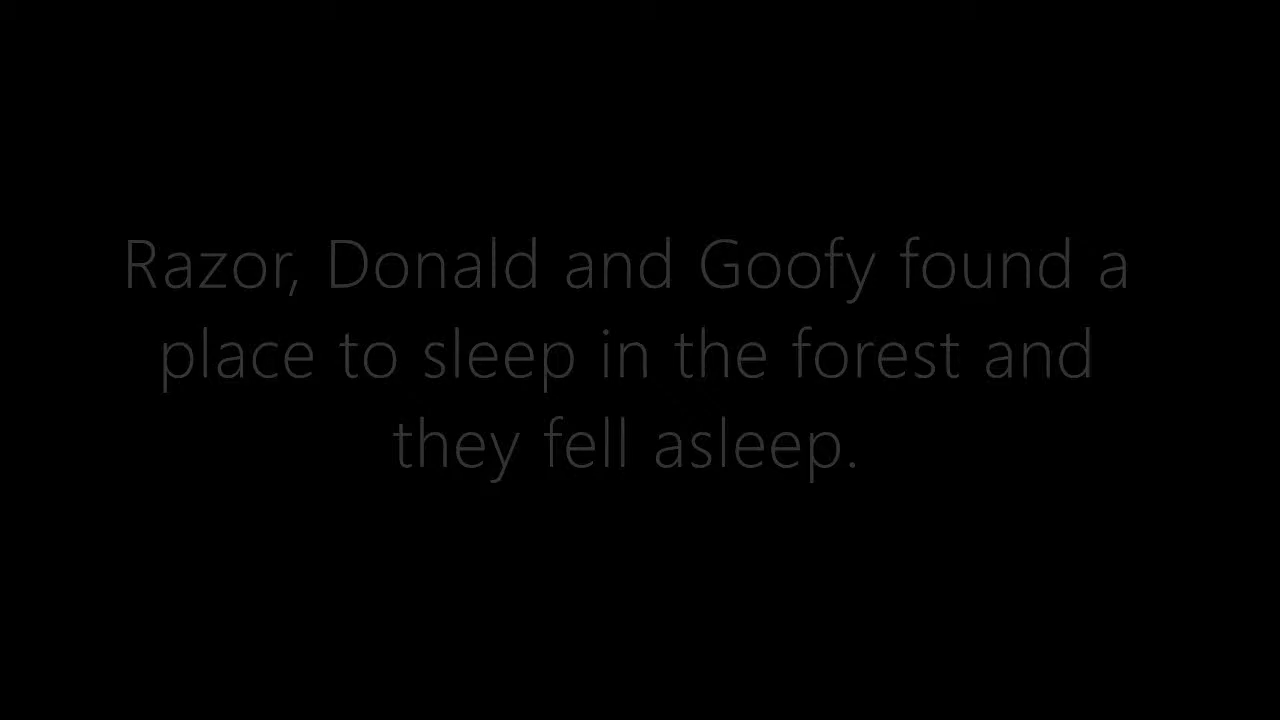 Razor, Donald and Goofy found a
place to sleep in the forest and
they fell asleep.